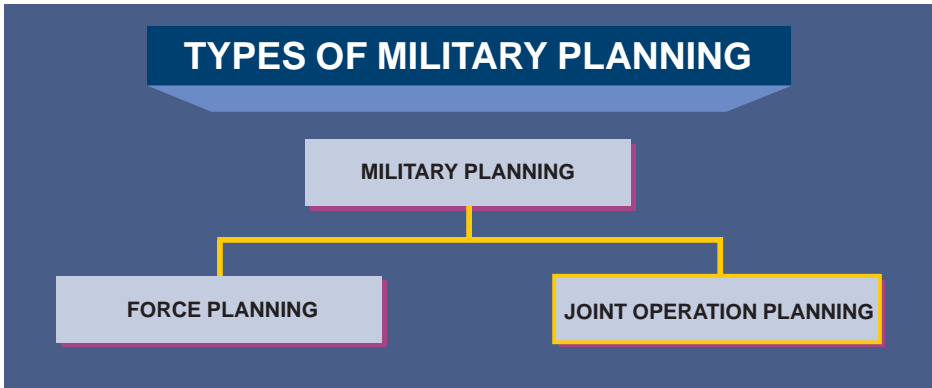 TYPES OF MILITARY PLANNING
MILITARY PLANNING
FORCE PLANNING
JOINT OPERATION PLANNING